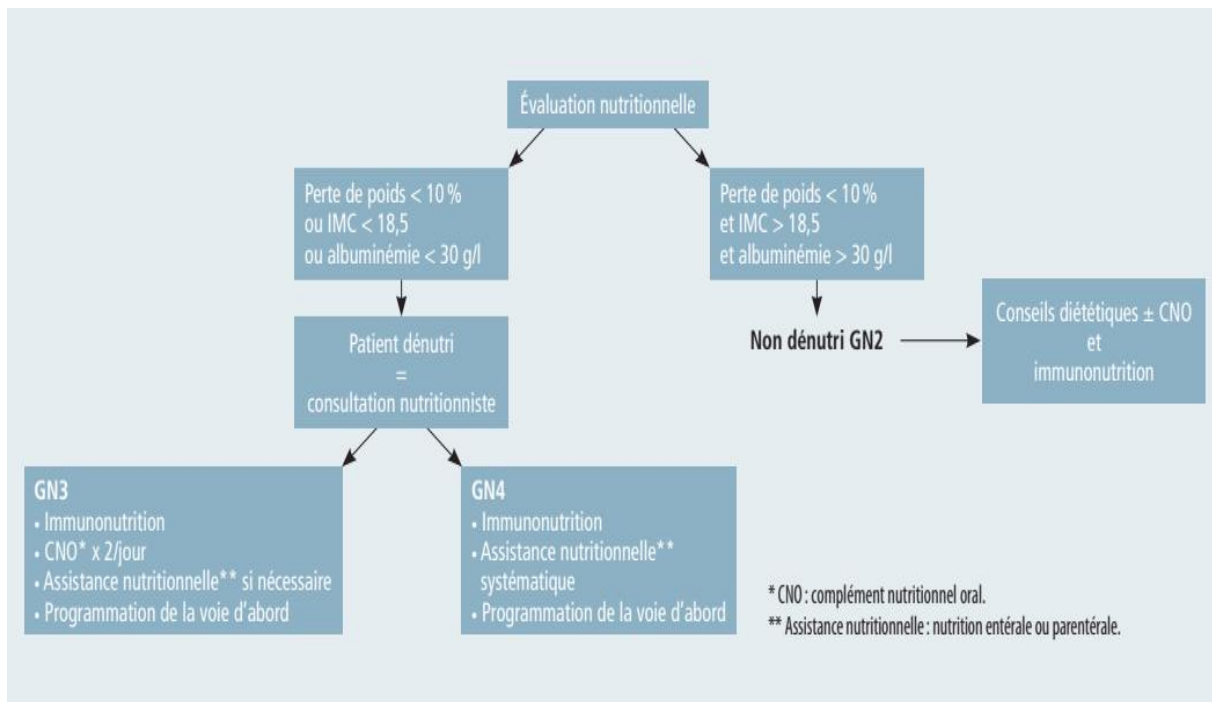 Évaluation nutritionnelle
Perte de poids < 10 %
ou IMC < 18,5
ou albuminémie < 30 g/l
Perte de poids < 10 %
et IMC > 18,5
et albuminémie > 30 g/l
Patient dénutri
=
consultation nutritionniste
Non dénutri GN2
Conseils diététiques ± CNO
et
immunonutrition
GN3
• Immunonutrition
• CNO* x 2/jour
• Assistance nutritionnelle** si nécessaire
• Programmation de la voie d'abord
GN4
• Immunonutrition
• Assistance nutritionnelle**
systématique
• Programmation de la voie d'abord
* CNO : complément nutritionnel oral.
** Assistance nutritionnelle : nutrition entérale ou parentérale.